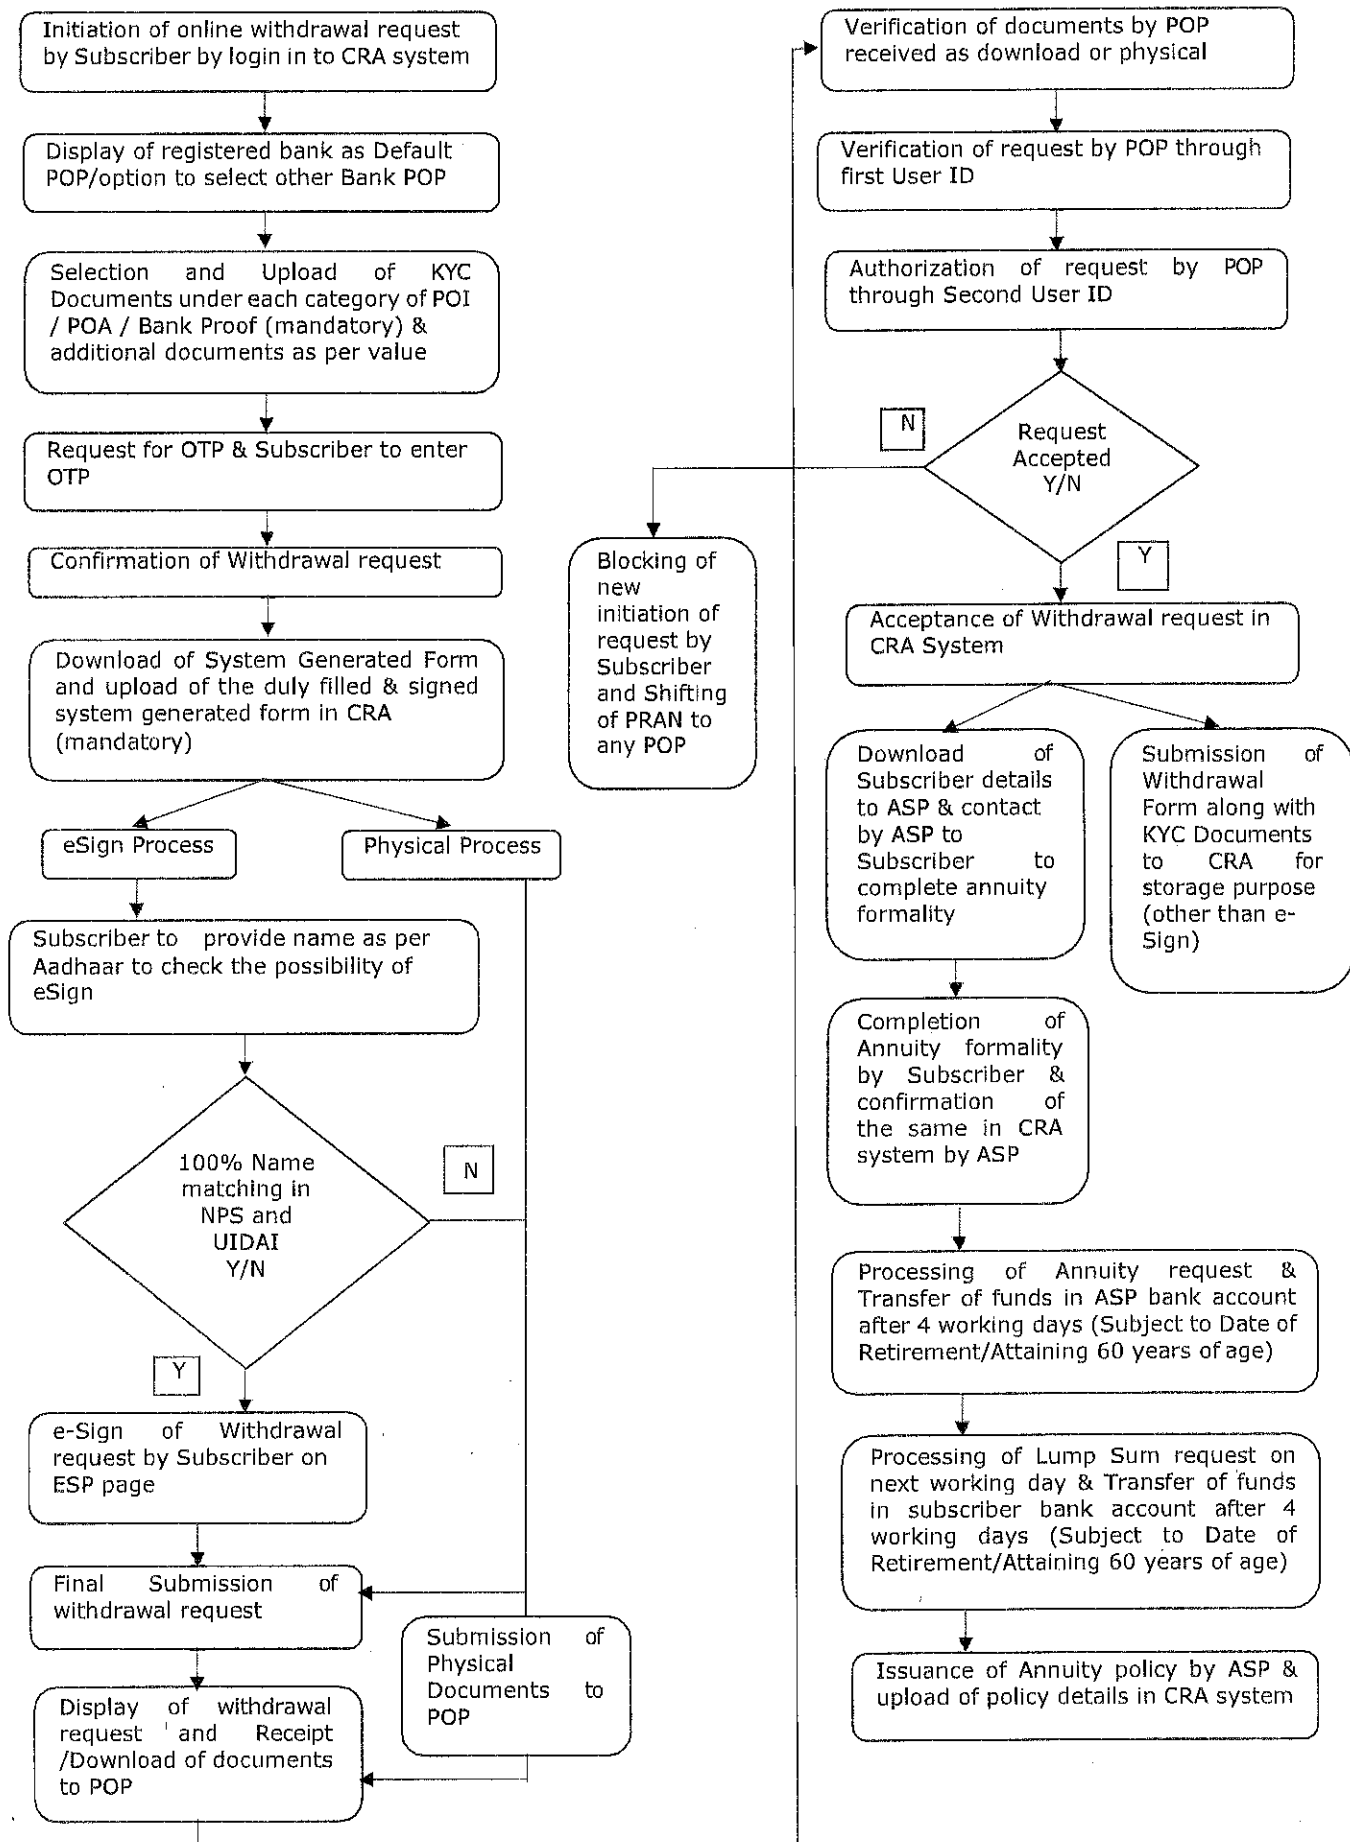 Initiation of online withdrawal request
by Subscriber by login in to CRA system
Display of registered bank as Default
POP/option to select other Bank POP
Selection and Upload of KYC
Documents under each category of POI
/ POA / Bank Proof (mandatory) &
additional documents as per value
Request for OTP & Subscriber to enter
OTP
Confirmation of Withdrawal request
Download of System Generated Form
and upload of the duly filled & signed
system generated form in CRA
(mandatory)
eSign Process
Physical Process
Subscriber to provide name as per
Aadhaar to check the possibility of
eSign
100% Name
matching in
NPS and
UIDAI
Y/N
N
Y
e-Sign of Withdrawal
request by Subscriber on
ESP page
Final Submission of
withdrawal request
Submission of
Physical
Documents to
POP
Display of withdrawal
request and Receipt
/Download of documents
to POP
Verification of documents by POP
received as download or physical
Verification of request by POP through
first User ID
Authorization of request by POP
through Second User ID
Request
Accepted
Y/N
N
Y
Blocking of
new
initiation of
request by
Subscriber
and Shifting
of PRAN to
any POP
Acceptance of Withdrawal request in
CRA System
Download of
Subscriber details
to ASP & contact
by ASP to
Subscriber to
complete annuity
formality
Submission of
Withdrawal
Form along with
KYC Documents
to CRA for
storage purpose
(other than e-
Sign)
Completion of
Annuity formality
by Subscriber &
confirmation of
the same in CRA
system by ASP
Processing of Annuity request &
Transfer of funds in ASP bank account
after 4 working days (Subject to Date of
Retirement/Attaining 60 years of age)
Processing of Lump Sum request on
next working day & Transfer of funds
in subscriber bank account after 4
working days (Subject to Date of
Retirement/Attaining 60 years of age)
Issuance of Annuity policy by ASP &
upload of policy details in CRA system